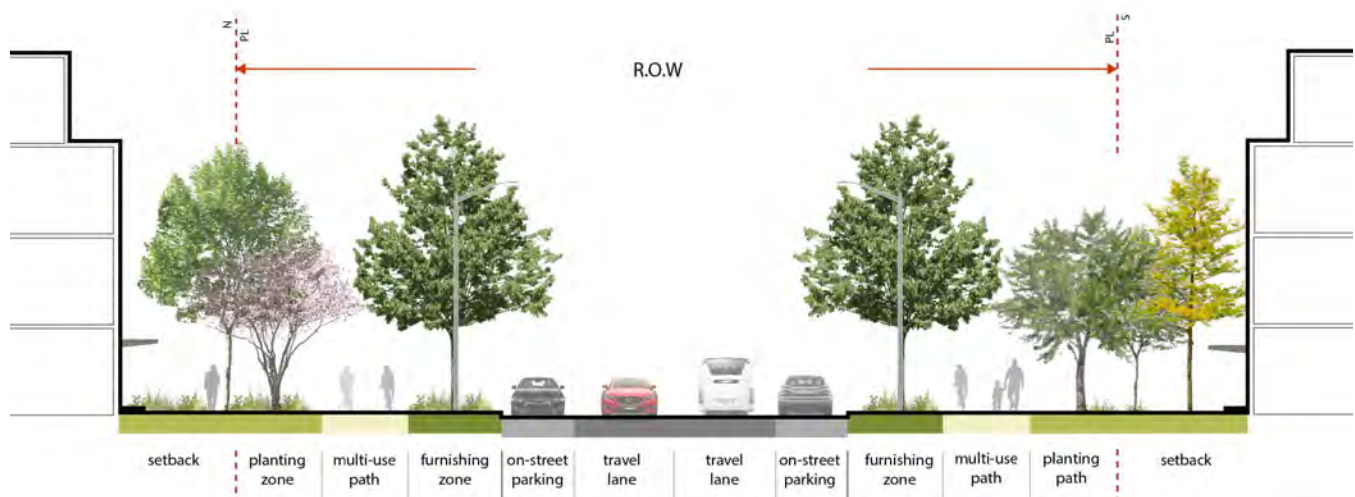 N
PL
R.O.W
PL
S
setback
planting
zone
multi-use
path
furnishing
zone
on-street
parking
travel
lane
travel
lane
on-street
parking
furnishing
zone
multi-use
path
planting
path
setback